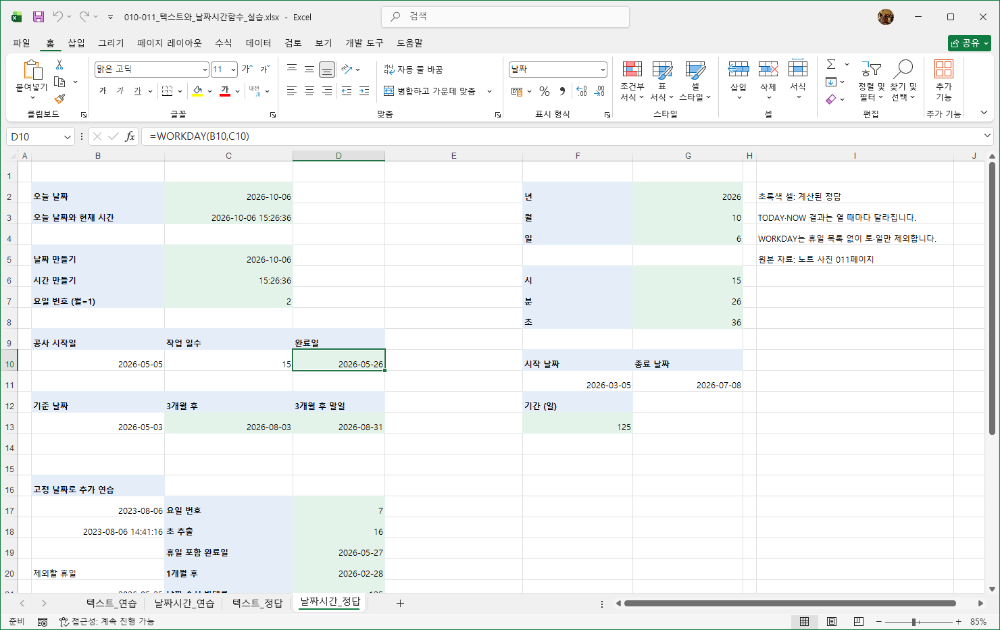 010-011_텍스트와_날짜시간함수_실습.xlsx - Excel
검색
파일 홈 삽입 그리기 페이지 레이아웃 수식 데이터 검토 보기 개발 도구 도움말 공유
붙여넣기
클립보드
맑은 고딕 11 가 가
가 가 가 가 내천
글꼴
자동 줄 바꿈
병합하고 가운데 맞춤
맞춤
날짜
% ,
표시 형식
조건부 서식
표 서식
셀 스타일
스타일
삽입 삭제 서식
셀
정렬 및 필터
찾기 및 선택
편집
추가 기능
추가 기능
D10 fx =WORKDAY(B10,C10)
A B C D E F G H I J
1
2 오늘 날짜 2026-10-06 년 2026 초록색 셀: 계산된 정답
3 오늘 날짜와 현재 시간 2026-10-06 15:26:36 월 10 TODAY·NOW 결과는 열 때마다 달라집니다.
4 일 6 WORKDAY는 휴일 목록 없이 토·일만 제외합니다.
5 날짜 만들기 2026-10-06 원본 자료: 노트 사진 011페이지
6 시간 만들기 15:26:36 시 15
7 요일 번호 (월=1) 2 분 26
8 초 36
9 공사 시작일 작업 일수 완료일
10 2026-05-05 15 2026-05-26 시작 날짜 종료 날짜
11 2026-03-05 2026-07-08
12 기준 날짜 3개월 후 3개월 후 말일 기간 (일)
13 2026-05-03 2026-08-03 2026-08-31 125
14
15
16 고정 날짜로 추가 연습
17 2023-08-06 요일 번호 7
18 2023-08-06 14:41:16 초 추출 16
19 휴일 포함 완료일 2026-05-27
20 제외할 휴일 1개월 후 2026-02-28
텍스트_연습 날짜시간_연습 텍스트_정답 날짜시간_정답
준비 접근성: 계속 진행 가능 85%